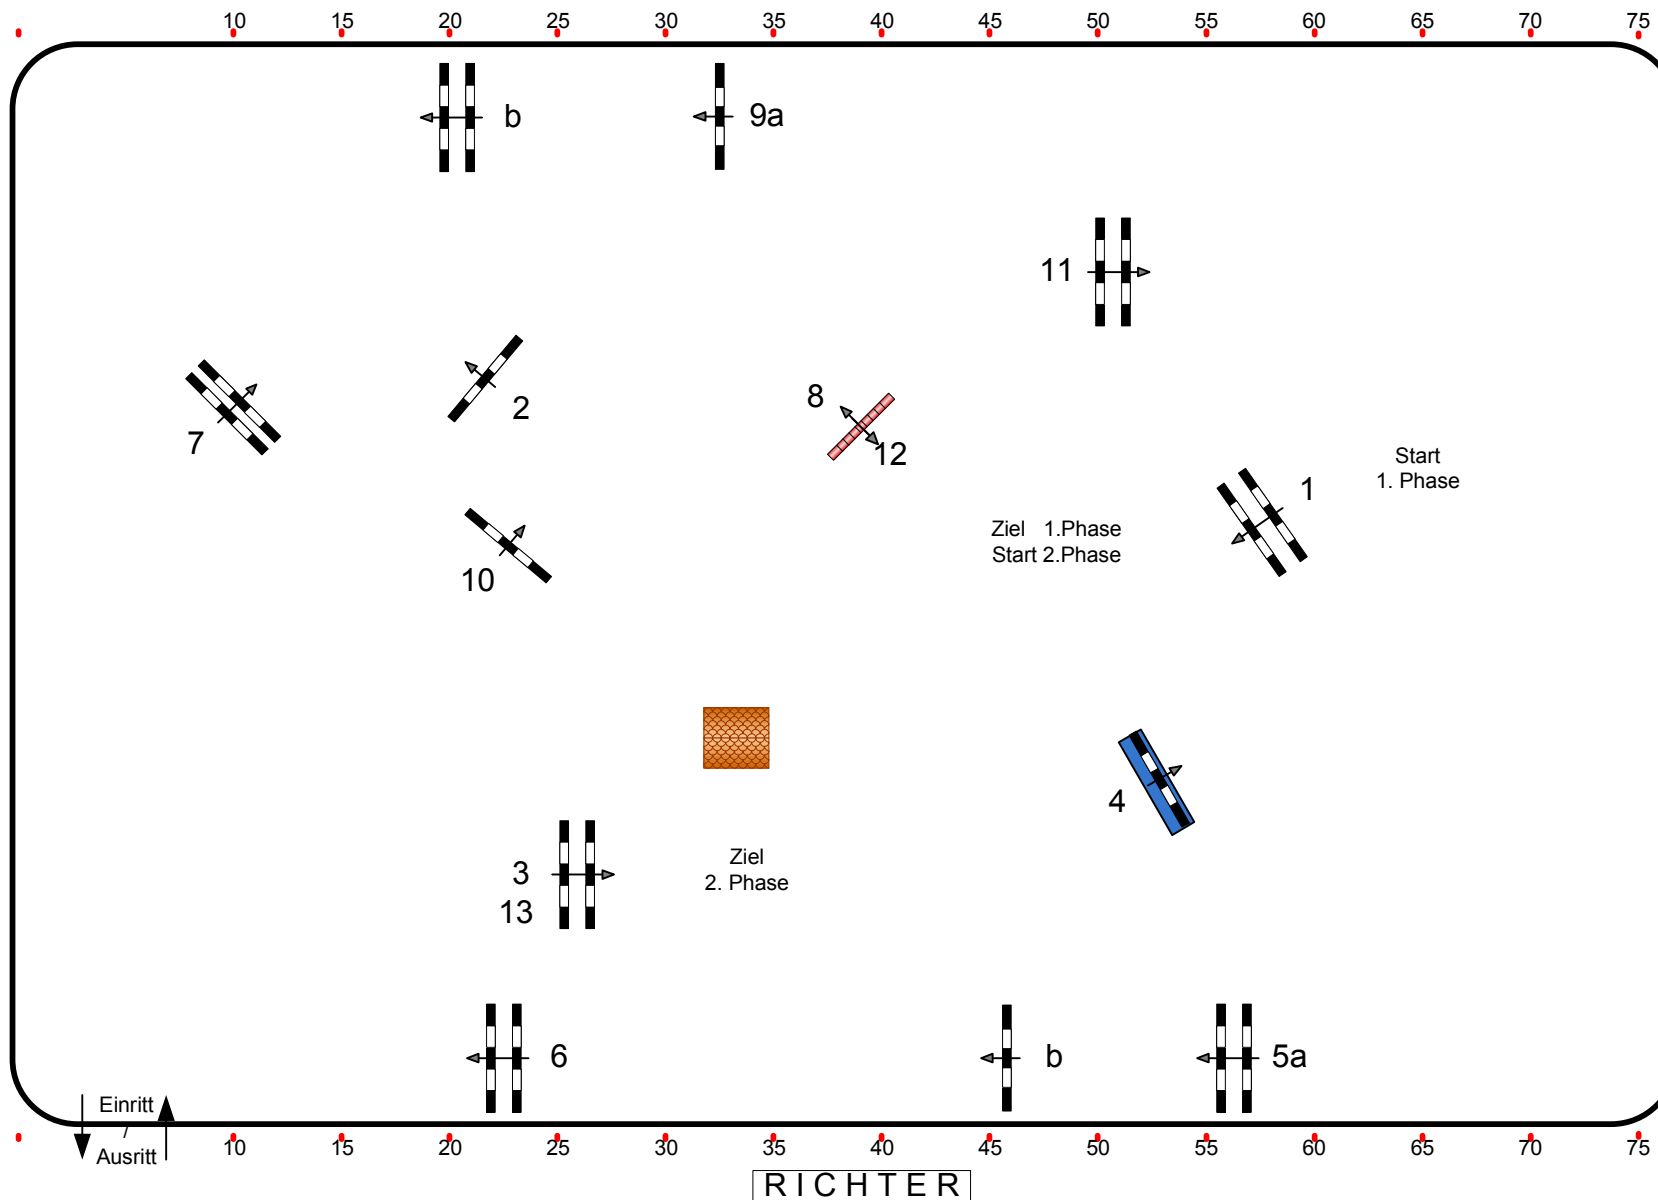 10 15 20 25 30 35 40 45 50 55 60 65 70 75
b 9a
11
8
2
7
12
Start
1. Phase
1
Ziel 1.Phase
Start 2.Phase
10
4
3
13
Ziel
2. Phase
6 b 5a
Einritt
/
Ausritt
10 15 20 25 30 35 40 45 50 55 60 65 70 75
RICHTER